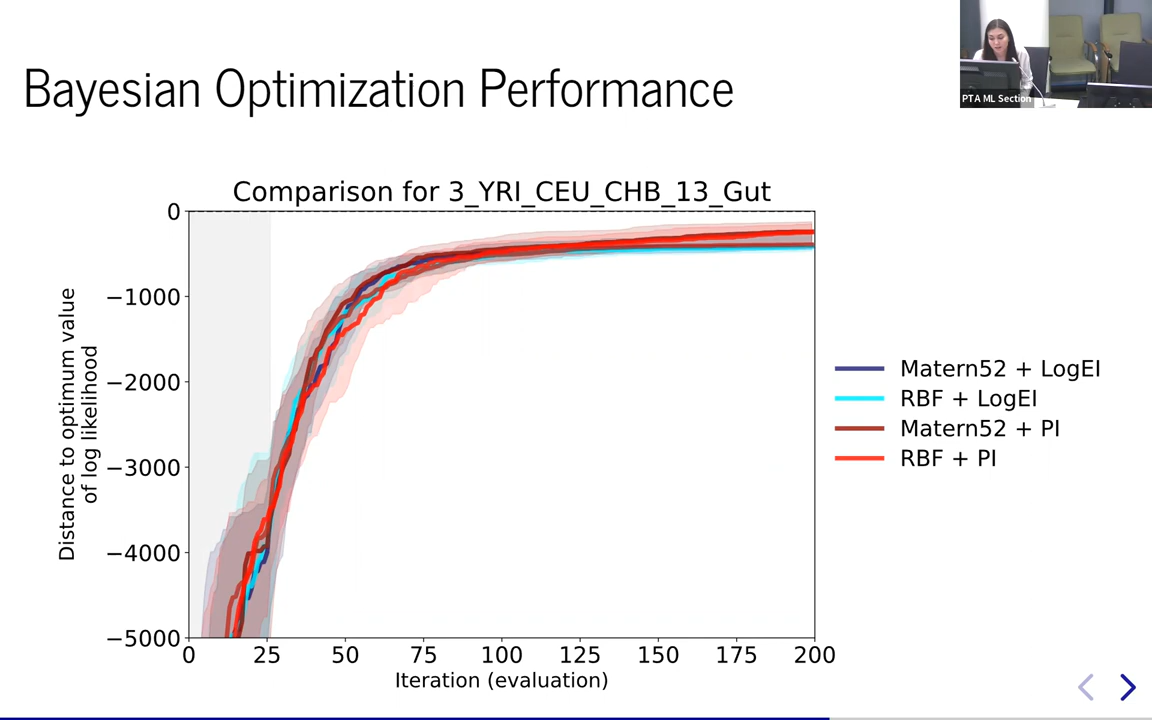 Bayesian Optimization Performance
PTA ML Section
Comparison for 3_YRI_CEU_CHB_13_Gut
Distance to optimum value
of log likelihood
0
−1000
−2000
−3000
−4000
−5000
0 25 50 75 100 125 150 175 200
Iteration (evaluation)
Matern52 + LogEI
RBF + LogEI
Matern52 + PI
RBF + PI